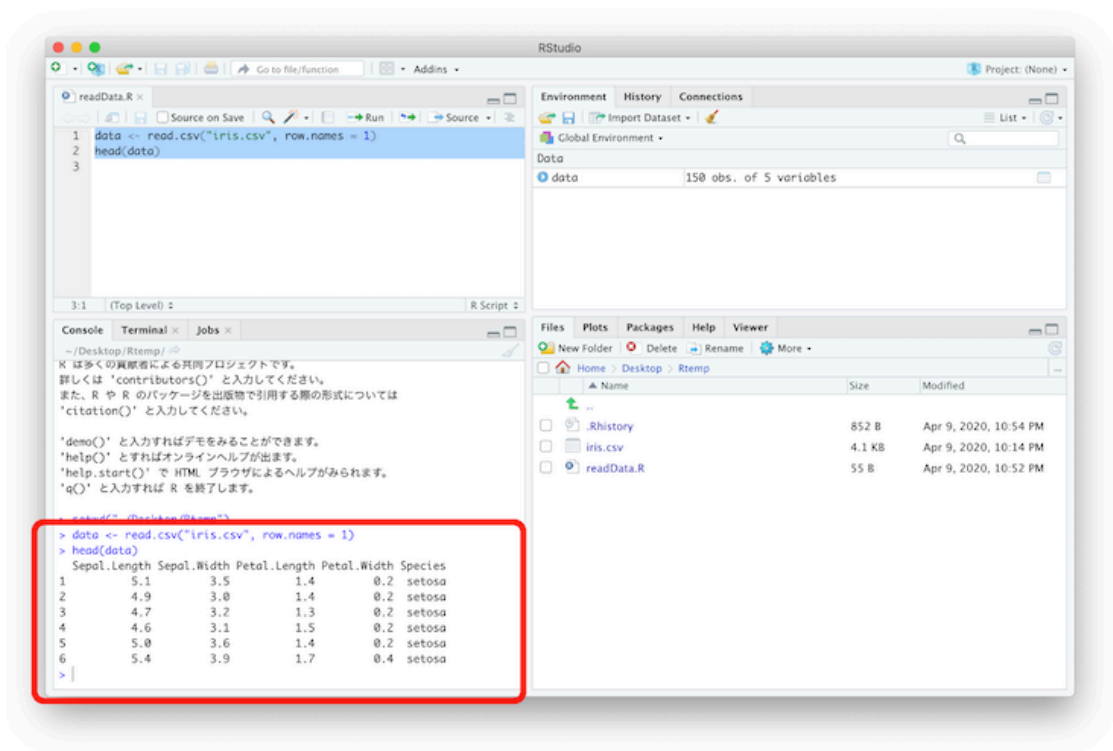 RStudio
Go to file/function
Addins
Project: (None)
readData.R
Source on Save
Run
Source
1 data <- read.csv("iris.csv", row.names = 1)
2 head(data)
3
3:1 (Top Level)
R Script
Environment History Connections
Import Dataset
List
Global Environment
Data
data 150 obs. of 5 variables
Console Terminal Jobs
~/Desktop/Rtemp/
R は多くの貢献者による共同プロジェクトです。
詳しくは 'contributors()' と入力してください。
また、R や R のパッケージを出版物で引用する際の形式については
'citation()' と入力してください。
'demo()' と入力すればデモをみることができます。
'help()' とすればオンラインヘルプが出ます。
'help.start()' で HTML ブラウザによるヘルプがみられます。
'q()' と入力すれば R を終了します。
> setwd("~/Desktop/Rtemp")
> data <- read.csv("iris.csv", row.names = 1)
> head(data)
Sepal.Length Sepal.Width Petal.Length Petal.Width Species
1 5.1 3.5 1.4 0.2 setosa
2 4.9 3.0 1.4 0.2 setosa
3 4.7 3.2 1.3 0.2 setosa
4 4.6 3.1 1.5 0.2 setosa
5 5.0 3.6 1.4 0.2 setosa
6 5.4 3.9 1.7 0.4 setosa
>
Files Plots Packages Help Viewer
New Folder Delete Rename More
Home > Desktop > Rtemp
...
Name Size Modified
..
.Rhistory 852 B Apr 9, 2020, 10:54 PM
iris.csv 4.1 KB Apr 9, 2020, 10:14 PM
readData.R 55 B Apr 9, 2020, 10:52 PM